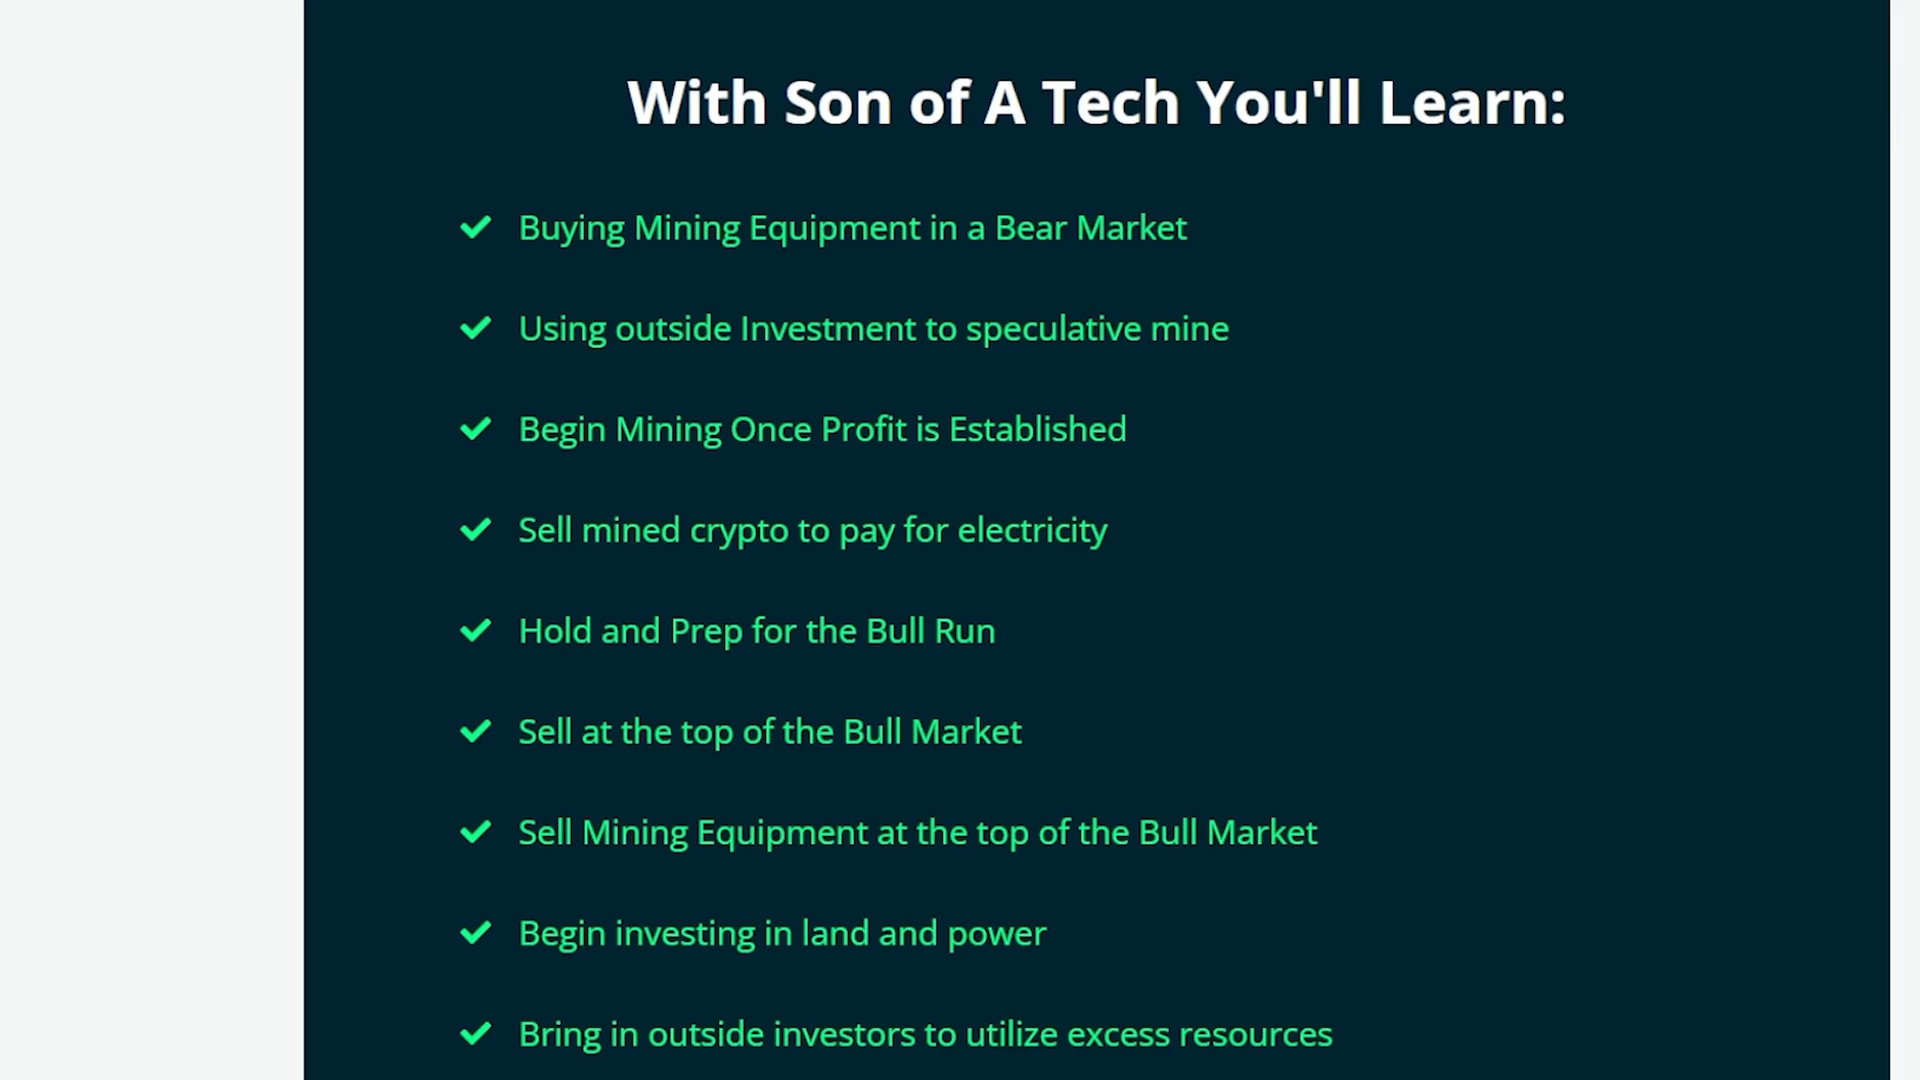 With Son of A Tech You'll Learn:
Buying Mining Equipment in a Bear Market
Using outside Investment to speculative mine
Begin Mining Once Profit is Established
Sell mined crypto to pay for electricity
Hold and Prep for the Bull Run
Sell at the top of the Bull Market
Sell Mining Equipment at the top of the Bull Market
Begin investing in land and power
Bring in outside investors to utilize excess resources